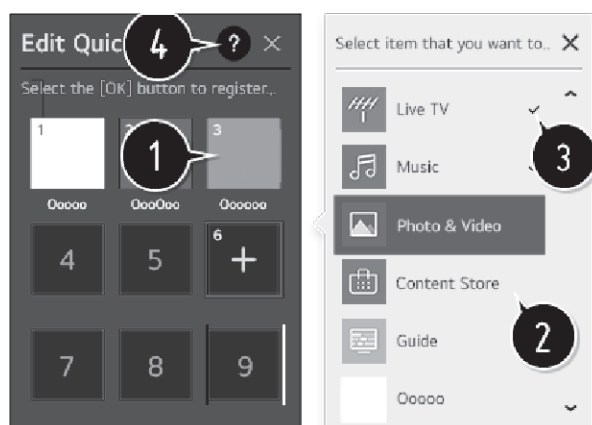 Edit Quic
4
?
Select the [OK] button to register...
1
2
3
1
Ooooo
OooOoo
Oooooo
4
5
6
+
7
8
9
Select item that you want to..
Live TV
3
Music
Photo & Video
Content Store
2
Guide
Ooooo